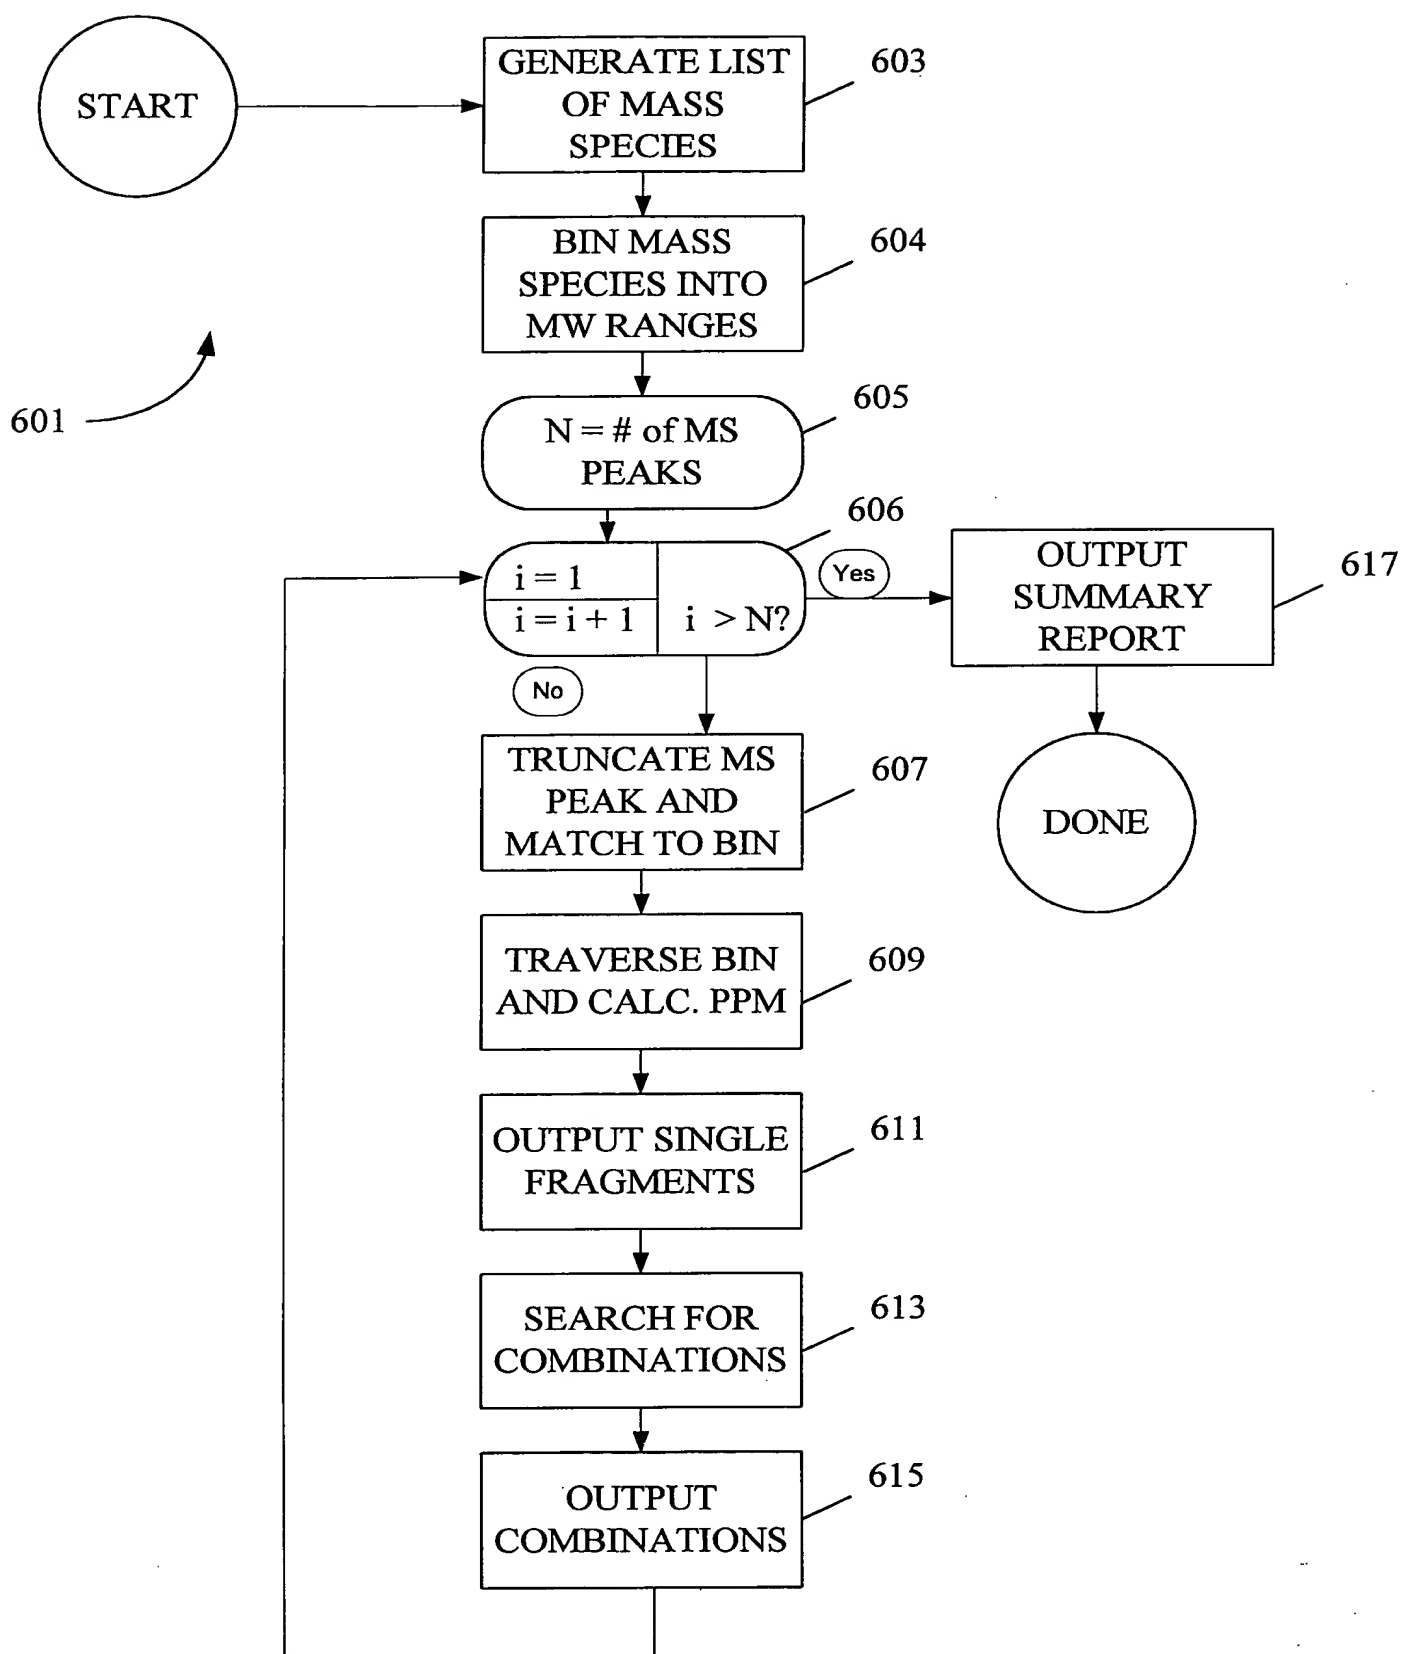 START
GENERATE LIST
OF MASS
SPECIES
603
BIN MASS
SPECIES INTO
MW RANGES
604
601
N = # of MS
PEAKS
605
i = 1
i = i + 1
i > N?
606
Yes
OUTPUT
SUMMARY
REPORT
617
No
DONE
TRUNCATE MS
PEAK AND
MATCH TO BIN
607
TRAVERSE BIN
AND CALC. PPM
609
OUTPUT SINGLE
FRAGMENTS
611
SEARCH FOR
COMBINATIONS
613
OUTPUT
COMBINATIONS
615